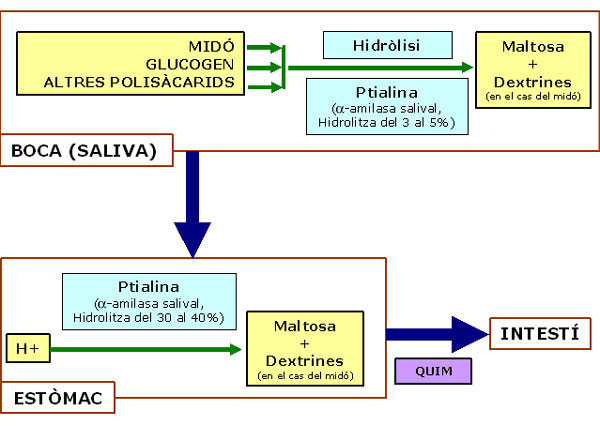 MIDÓ
GLUCOGEN
ALTRES POLISÀCARIDS
Hidròlisi
Ptialina
(α-amilasa salival,
Hidrolitza del 3 al 5%)
Maltosa
+
Dextrines
(en el cas del midó)
BOCA (SALIVA)
Ptialina
(α-amilasa salival,
Hidrolitza del 30 al 40%)
H+
Maltosa
+
Dextrines
(en el cas del midó)
ESTÒMAC
QUIM
INTESTÍ